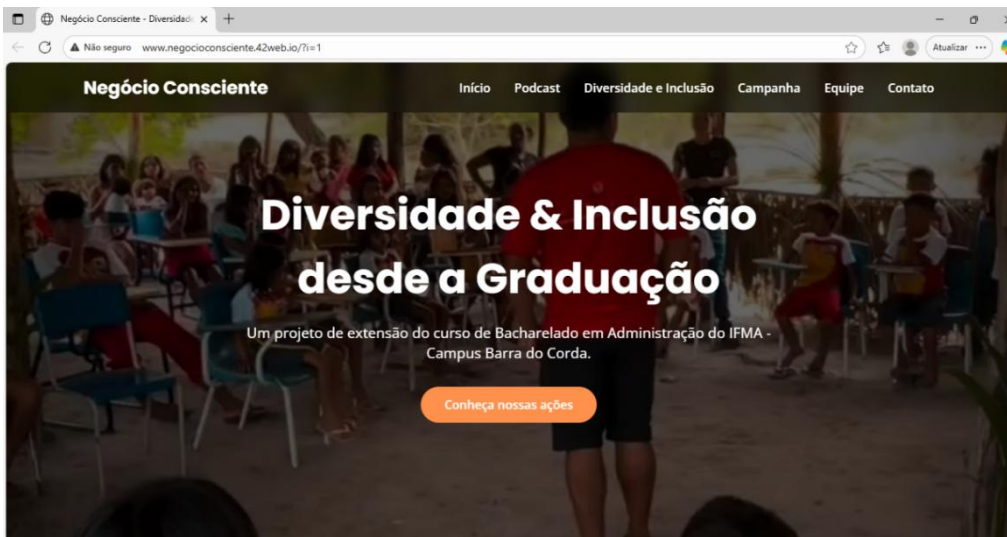 Negócio Consciente - Diversidad
Não seguro www.negocioconsciente.42web.io/?i=1
Atualizar
Negócio Consciente
Início Podcast Diversidade e Inclusão Campanha Equipe Contato
Diversidade & Inclusão
desde a Graduação
Um projeto de extensão do curso de Bacharelado em Administração do IFMA -
Campus Barra do Corda.
Conheça nossas ações